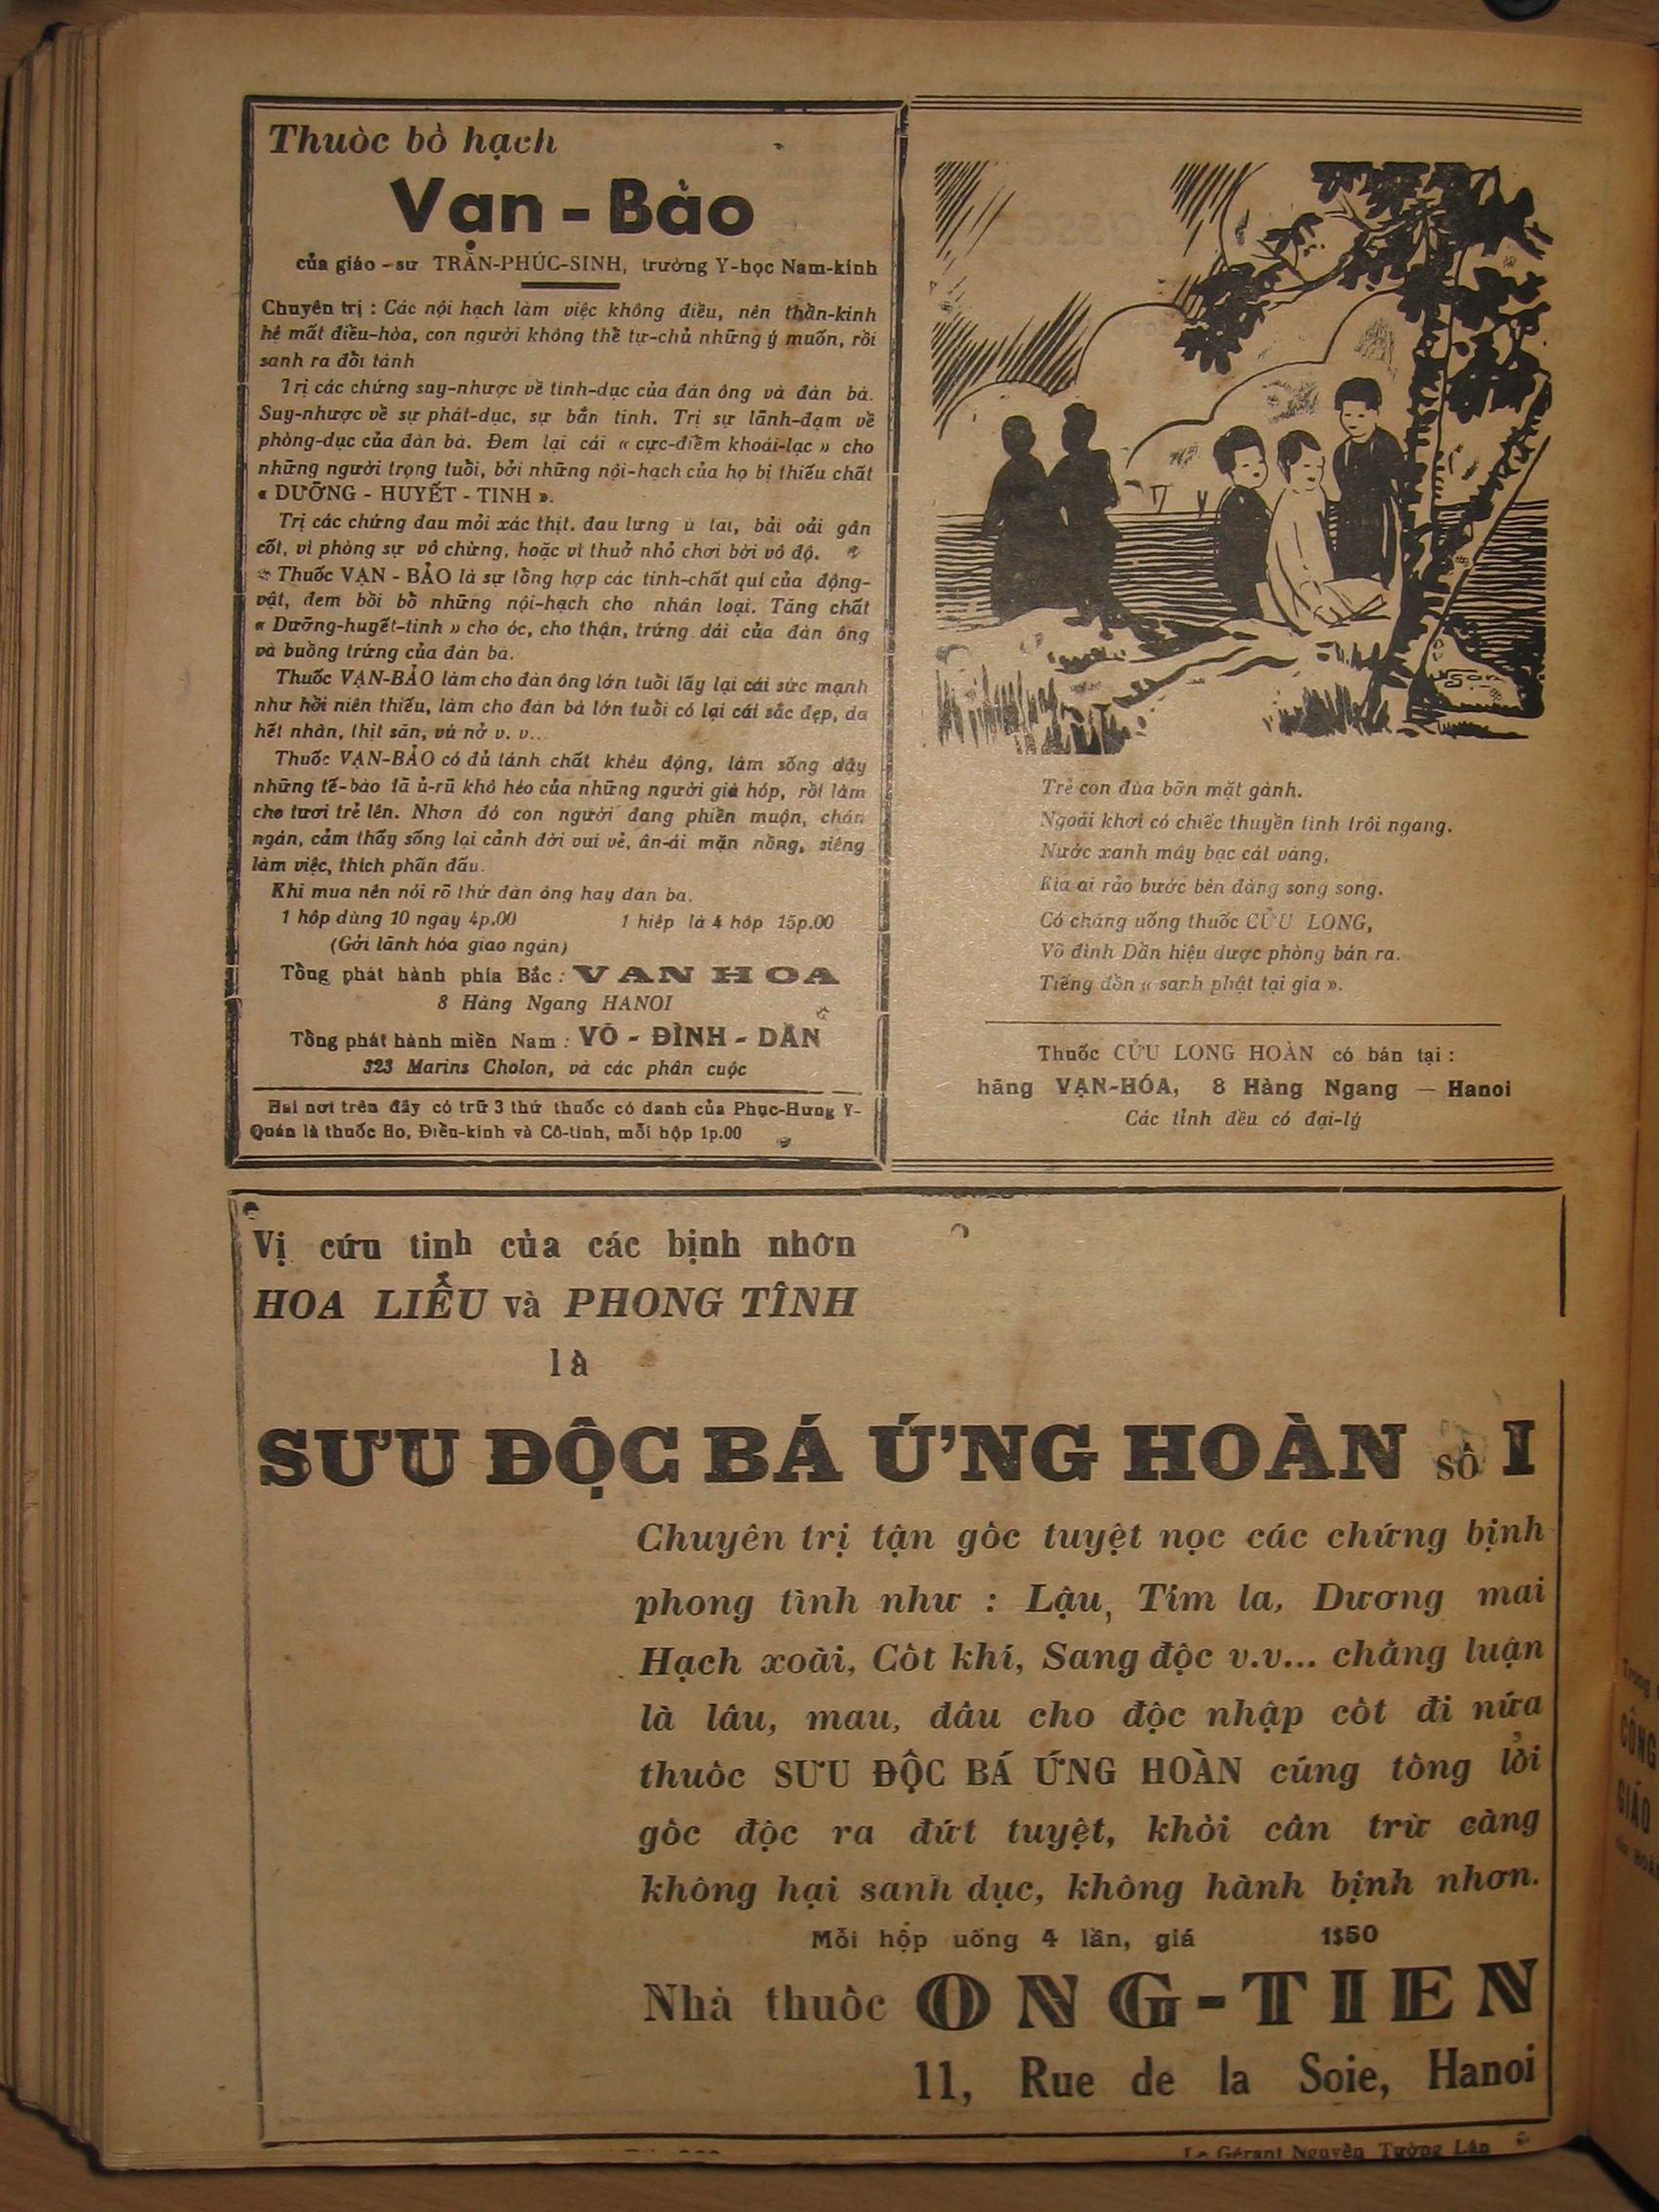 Thuốc bổ hạch
Vạn - Bảo
của giáo - sư TRẦN-PHÚC-SINH, trường Y-học Nam-kinh
Chuyên trị : Các nội hạch làm việc không điều, nên thần-kinh
hệ mất điều-hòa, con người không thể tự-chủ những ý muốn, rồi
sanh ra đồi tánh
Trị các chứng suy-nhược về tình-dục của đàn ông và đàn bà.
Suy-nhược về sự phát-dục, sự bẩn tinh. Trị sự lãnh-đạm về
phòng-dục của đàn bà. Đem lại cái « cực-điểm khoái-lạc » cho
những người trọng tuổi, bởi những nội-hạch của họ bị thiếu chất
« DƯỠNG - HUYẾT - TINH ».
Trị các chứng đau mỏi xác thịt. đau lưng ù tai, bải oải gân
cốt, vì phòng sự vô chừng, hoặc vì thuở nhỏ chơi bời vô độ.
Thuốc VẠN - BẢO là sự tổng hợp các tinh-chất quí của động-
vật, đem bồi bổ những nội-hạch cho nhân loại. Tăng chất
« Dưỡng-huyết-tinh » cho óc, cho thận, trứng dái của đàn ông
và buồng trứng của đàn bà.
Thuốc VẠN-BẢO làm cho đàn ông lớn tuổi lấy lại cái sức mạnh
như hồi niên thiếu, làm cho đàn bà lớn tuổi có lại cái sắc đẹp, da
hết nhăn, thịt săn, vú nở v. v...
Thuốc VẠN-BẢO có đủ tánh chất khêu động, làm sống dậy
những tế-bào đã ủ-rũ khô héo của những người già hóp, rồi làm
cho tươi trẻ lên. Nhơn đó con người đang phiền muộn, chán
ngán, cảm thấy sống lại cảnh đời vui vẻ, ân-ái mặn nồng, siêng
làm việc, thích phấn đấu.
Khi mua nên nói rõ thứ đàn ông hay đàn bà.
1 hộp dùng 10 ngày 4p.00 1 hiệp là 4 hộp 15p.00
(Gởi lãnh hóa giao ngân)
Tổng phát hành phía Bắc : VAN HOA
8 Hàng Ngang HANOI
Tổng phát hành miền Nam : VÕ - ĐÌNH - DẦN
323 Marins Cholon, và các phân cuộc
Hai nơi trên đây có trữ 3 thứ thuốc có danh của Phục-Hưng Y-
Quán là thuốc Ho, Điều-kinh và Cô-tinh, mỗi hộp 1p.00
Trẻ con đùa bỡn mặt gành.
Ngoài khơi có chiếc thuyền tình trôi ngang.
Nước xanh mây bạc cát vàng,
Kìa ai rảo bước bên đàng song song.
Có chăng uống thuốc CỬU LONG,
Võ đình Dần hiệu dược phòng bán ra.
Tiếng đồn « sanh phật tại gia ».
Thuốc CỬU LONG HOÀN có bán tại :
hãng VẠN-HÓA, 8 Hàng Ngang — Hanoi
Các tỉnh đều có đại-lý
Vị cứu tinh của các bịnh nhơn
HOA LIỄU và PHONG TÌNH
là
SƯU ĐỘC BÁ ỨNG HOÀN số I
Chuyên trị tận gốc tuyệt nọc các chứng bịnh
phong tình như : Lậu, Tim la, Dương mai
Hạch xoài, Cốt khí, Sang độc v.v... chẳng luận
là lâu, mau, dầu cho độc nhập cốt đi nữa
thuốc SƯU ĐỘC BÁ ỨNG HOÀN cũng tống lỏi
gốc độc ra đứt tuyệt, khỏi cần trừ căng
không hại sanh dục, không hành bịnh nhơn.
Mỗi hộp uống 4 lần, giá 1$50
Nhà thuốc ONG-TIEN
11, Rue de la Soie, Hanoi
Le Gérant Nguyễn Tường Lân